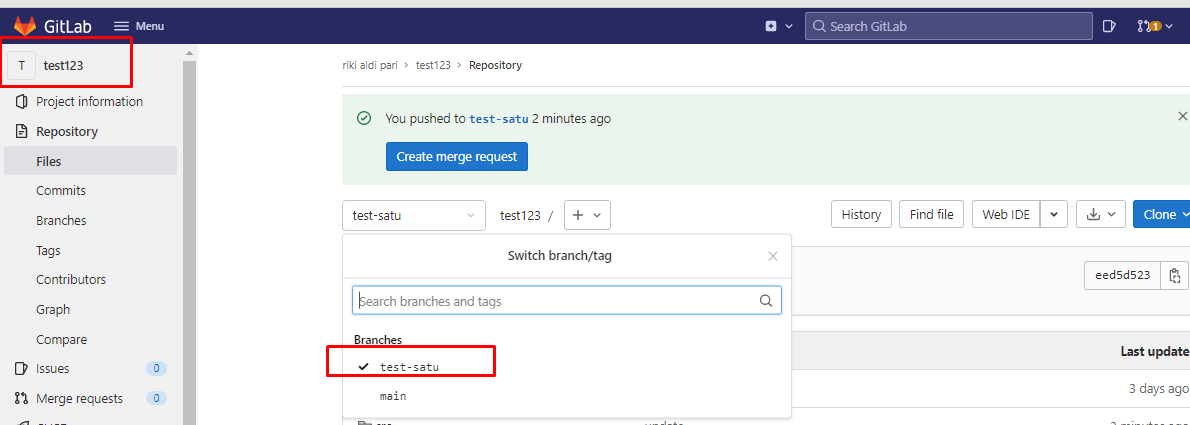 GitLab Menu Search GitLab 1
T test123
riki aldi pari > test123 > Repository
Project information
Repository
Files
Commits
Branches
Tags
Contributors
Graph
Compare
Issues 0
Merge requests 0
You pushed to test-satu 2 minutes ago
Create merge request
test-satu test123 / + History Find file Web IDE Clone
Switch branch/tag
Search branches and tags
Branches
test-satu
main
eed5d523
Last update
3 days ago
update